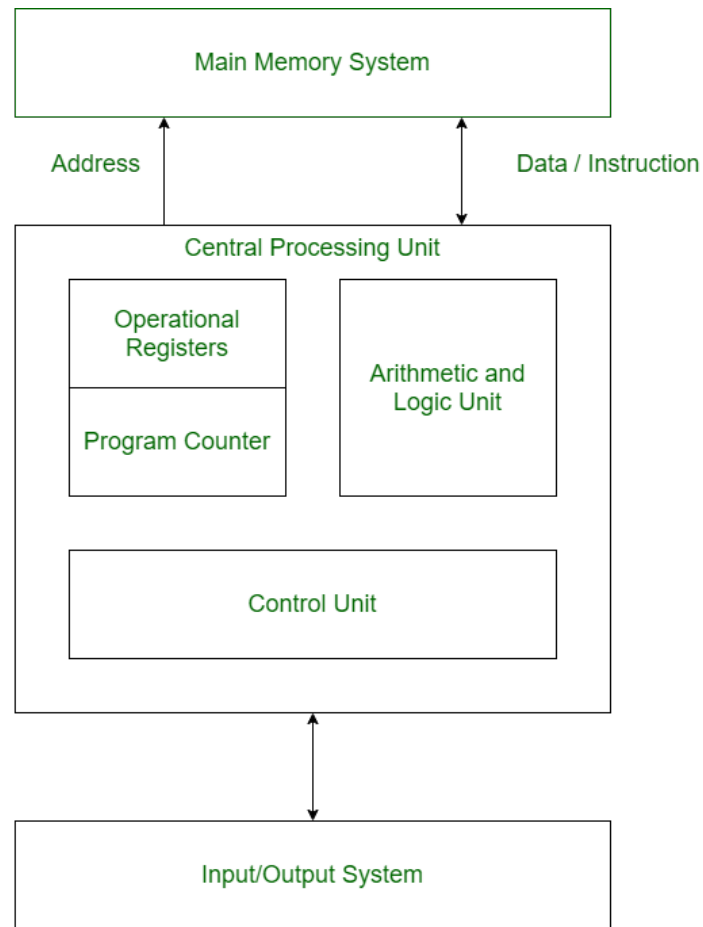 Main Memory System
Address
Data / Instruction
Central Processing Unit
Operational
Registers
Arithmetic and
Logic Unit
Program Counter
Control Unit
Input/Output System